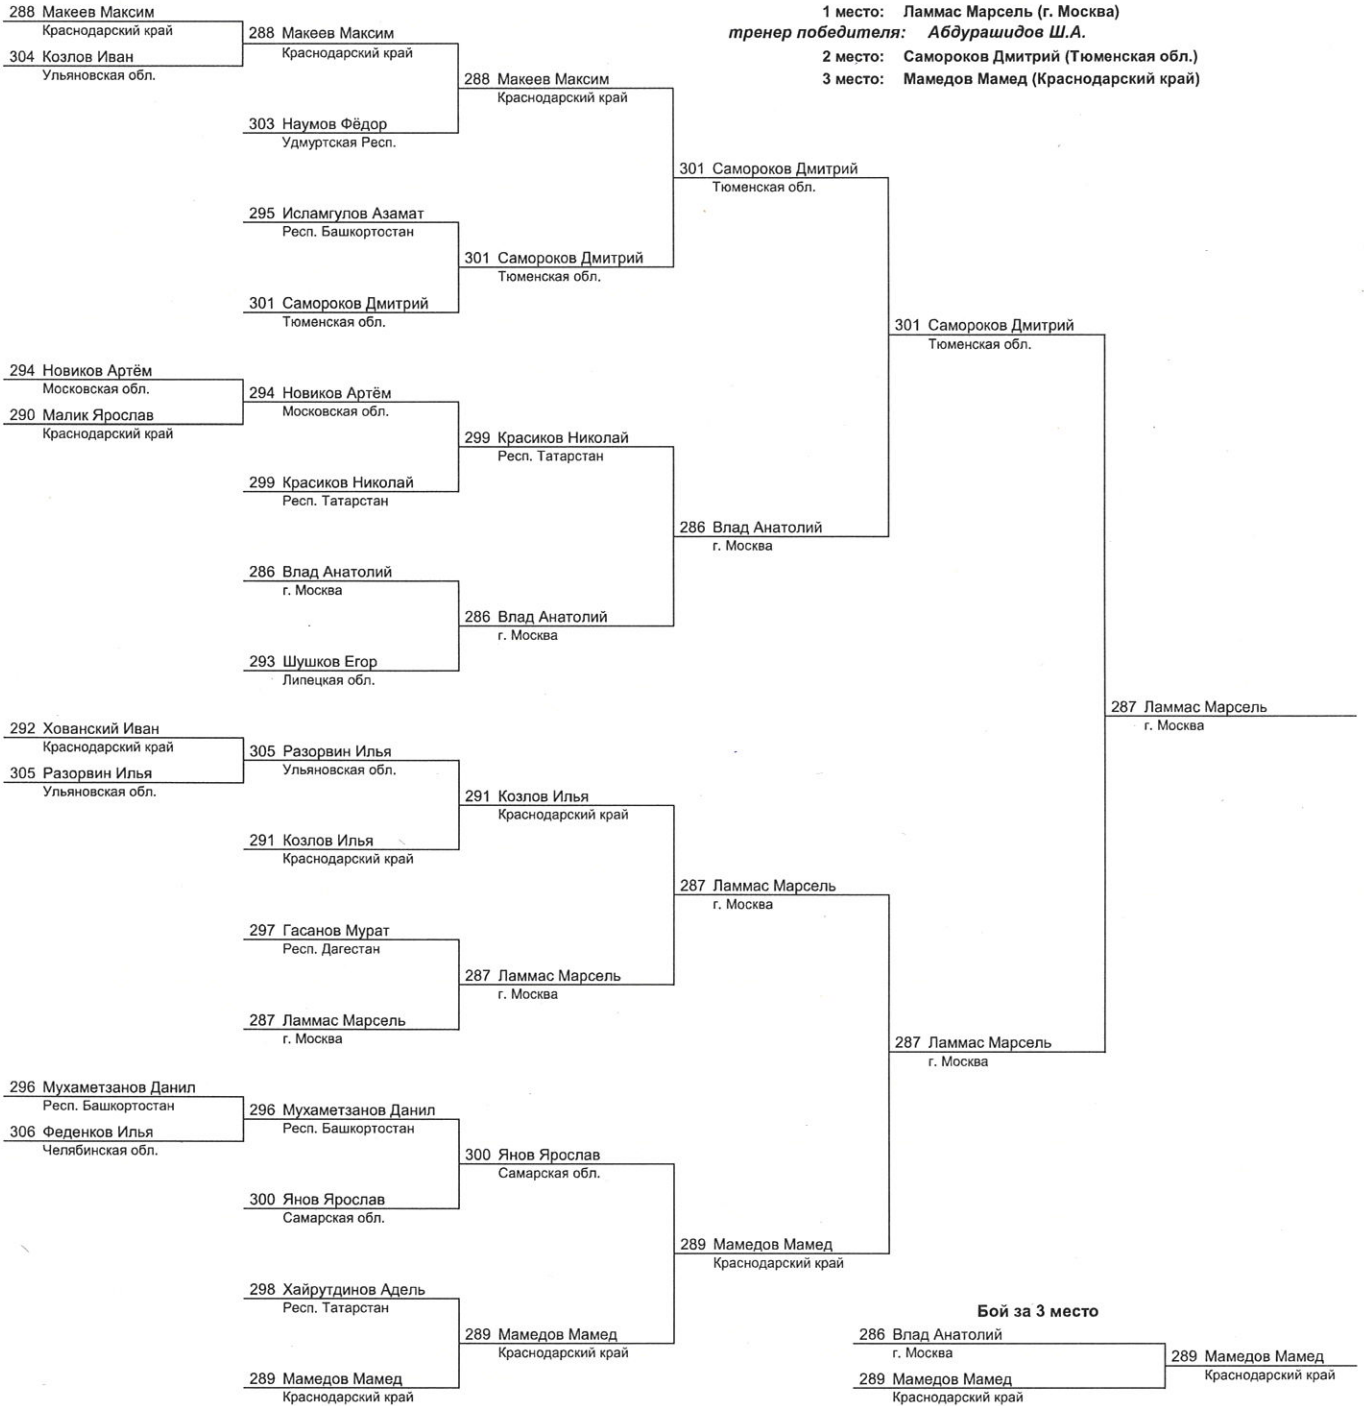 1 место: Ламмас Марсель (г. Москва)
тренер победителя: Абдурашидов Ш.А.
2 место: Самороков Дмитрий (Тюменская обл.)
3 место: Мамедов Мамед (Краснодарский край)
288 Макеев Максим
Краснодарский край
304 Козлов Иван
Ульяновская обл.
288 Макеев Максим
Краснодарский край
303 Наумов Фёдор
Удмуртская Респ.
288 Макеев Максим
Краснодарский край
295 Исламгулов Азамат
Респ. Башкортостан
301 Самороков Дмитрий
Тюменская обл.
301 Самороков Дмитрий
Тюменская обл.
301 Самороков Дмитрий
Тюменская обл.
294 Новиков Артём
Московская обл.
290 Малик Ярослав
Краснодарский край
294 Новиков Артём
Московская обл.
299 Красиков Николай
Респ. Татарстан
299 Красиков Николай
Респ. Татарстан
286 Влад Анатолий
г. Москва
293 Шушков Егор
Липецкая обл.
286 Влад Анатолий
г. Москва
286 Влад Анатолий
г. Москва
301 Самороков Дмитрий
Тюменская обл.
292 Хованский Иван
Краснодарский край
305 Разорвин Илья
Ульяновская обл.
305 Разорвин Илья
Ульяновская обл.
291 Козлов Илья
Краснодарский край
291 Козлов Илья
Краснодарский край
297 Гасанов Мурат
Респ. Дагестан
287 Ламмас Марсель
г. Москва
287 Ламмас Марсель
г. Москва
287 Ламмас Марсель
г. Москва
296 Мухаметзанов Данил
Респ. Башкортостан
306 Феденков Илья
Челябинская обл.
296 Мухаметзанов Данил
Респ. Башкортостан
300 Янов Ярослав
Самарская обл.
300 Янов Ярослав
Самарская обл.
298 Хайрутдинов Адель
Респ. Татарстан
289 Мамедов Мамед
Краснодарский край
289 Мамедов Мамед
Краснодарский край
289 Мамедов Мамед
Краснодарский край
287 Ламмас Марсель
г. Москва
287 Ламмас Марсель
г. Москва
Бой за 3 место
286 Влад Анатолий
г. Москва
289 Мамедов Мамед
Краснодарский край
289 Мамедов Мамед
Краснодарский край